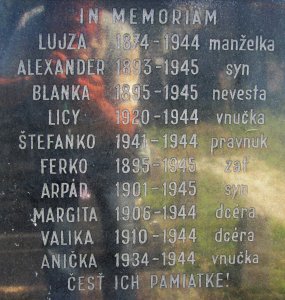 IN MEMORIAM
LUJZA 1874-1944 manželka
ALEXANDER 1893-1945 syn
BLANKA 1895-1945 nevesta
LICY 1920-1944 vnučka
ŠTEFANKO 1941-1944 pravnuk
FERKO 1895-1945 zať
ARPÁD 1901-1945 syn
MARGITA 1906-1944 dcéra
VALIKA 1910-1944 dcéra
ANIČKA 1934-1944 vnučka
ČESŤ ICH PAMIATKE!